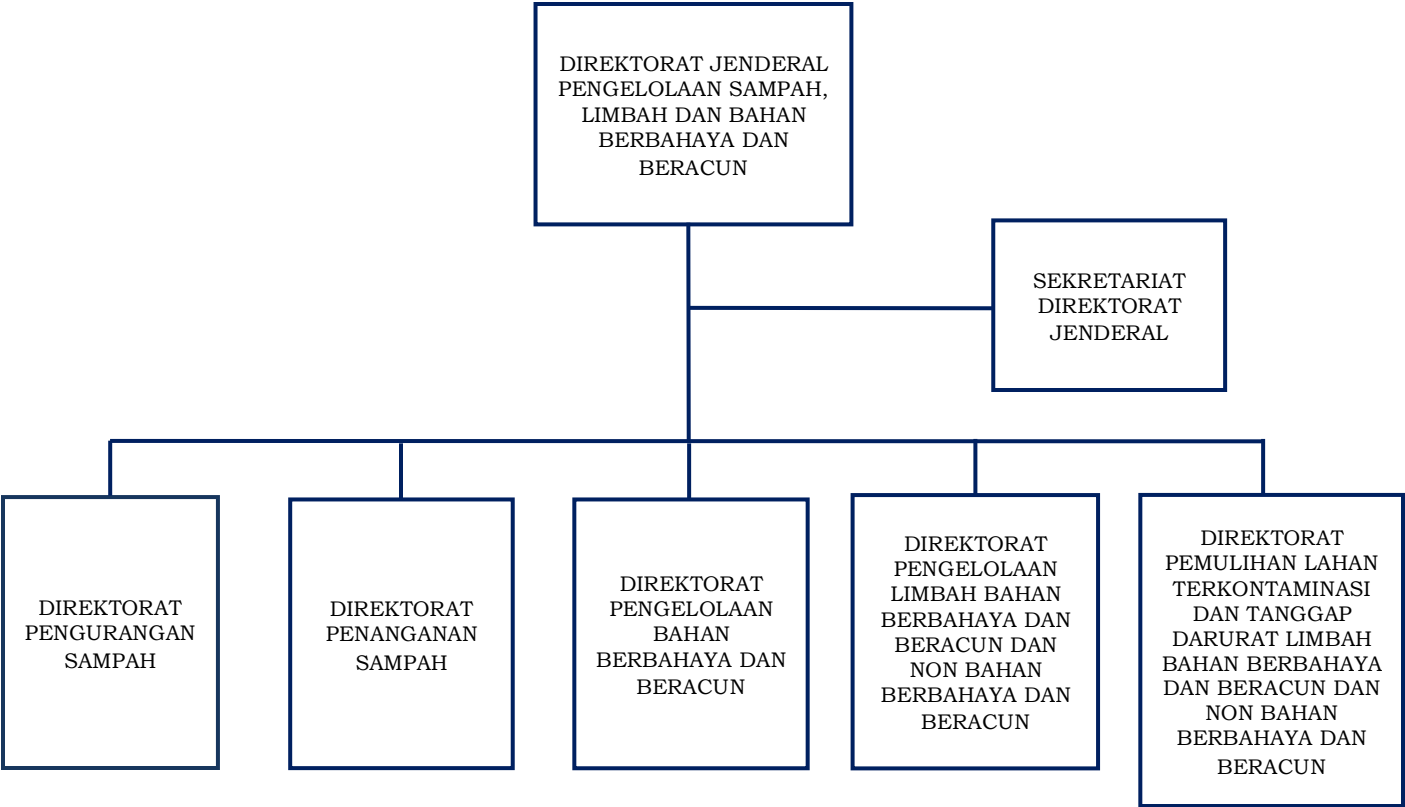 DIREKTORAT JENDERAL
PENGELOLAAN SAMPAH,
LIMBAH DAN BAHAN
BERBAHAYA DAN
BERACUN
SEKRETARIAT
DIREKTORAT
JENDERAL
DIREKTORAT
PENGURANGAN
SAMPAH
DIREKTORAT
PENANGANAN
SAMPAH
DIREKTORAT
PENGELOLAAN
BAHAN
BERBAHAYA DAN
BERACUN
DIREKTORAT
PENGELOLAAN
LIMBAH BAHAN
BERBAHAYA DAN
BERACUN DAN
NON BAHAN
BERBAHAYA DAN
BERACUN
DIREKTORAT
PEMULIHAN LAHAN
TERKONTAMINASI
DAN TANGGAP
DARURAT LIMBAH
BAHAN BERBAHAYA
DAN BERACUN DAN
NON BAHAN
BERBAHAYA DAN
BERACUN